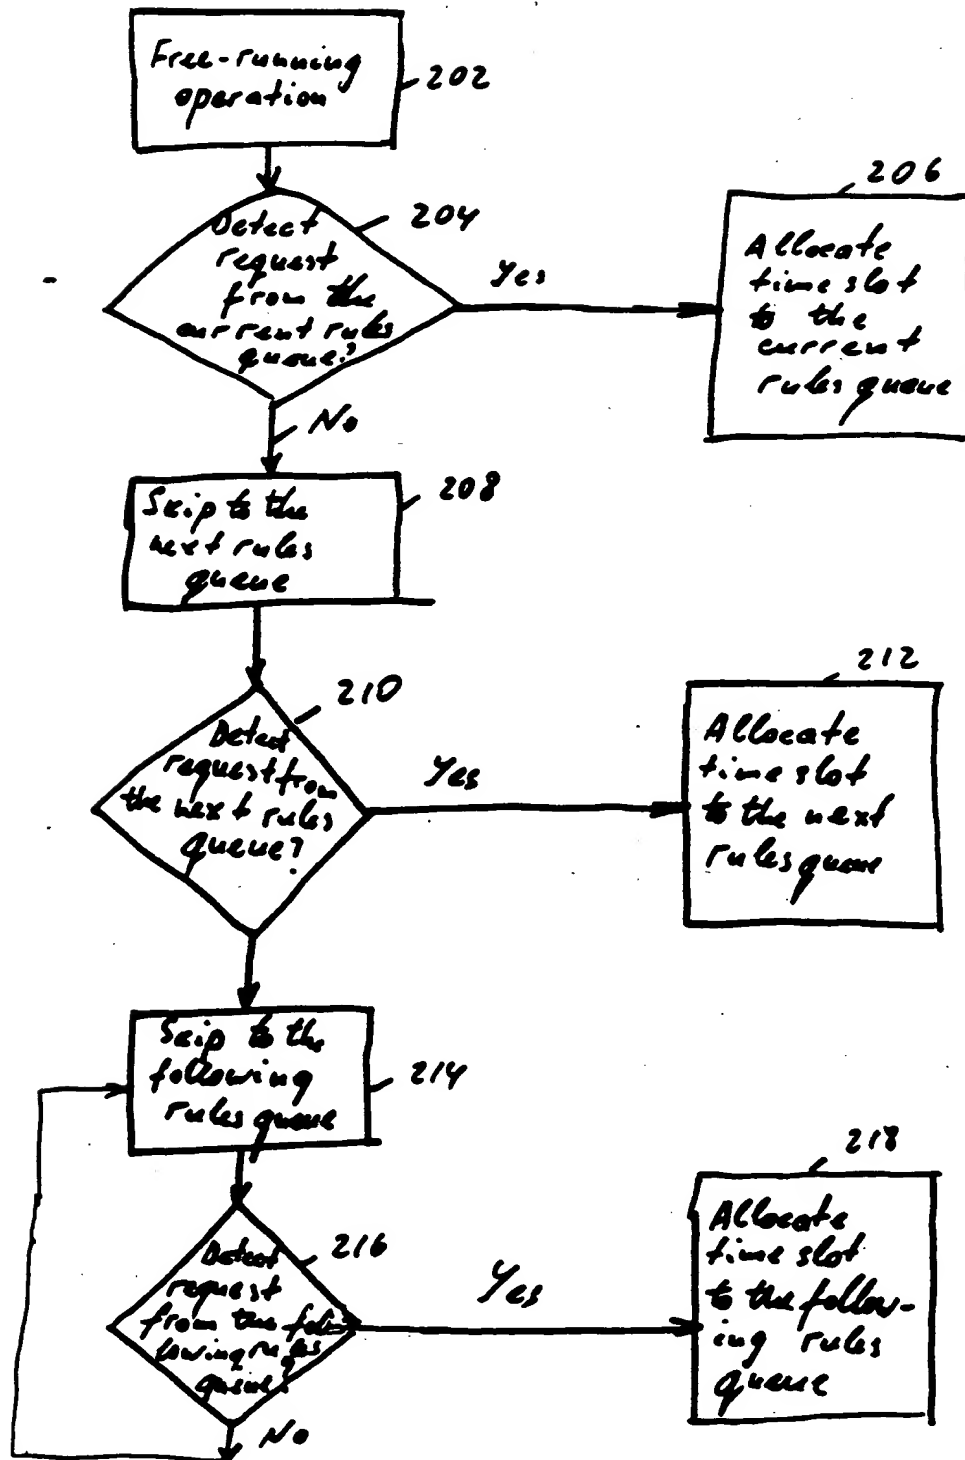 Free-running
operation
202
204
Detect
request
from the
current rules
queue?
Yes
206
Allocate
time slot
to the
current
rules queue
No
208
Skip to the
next rules
queue
210
Detect
request from
the next rules
queue?
Yes
212
Allocate
time slot
to the next
rules queue
Skip to the
following
rules queue
214
216
Detect
request
from the fol-
lowing rules
queue?
Yes
218
Allocate
time slot
to the follow-
ing rules
queue
No